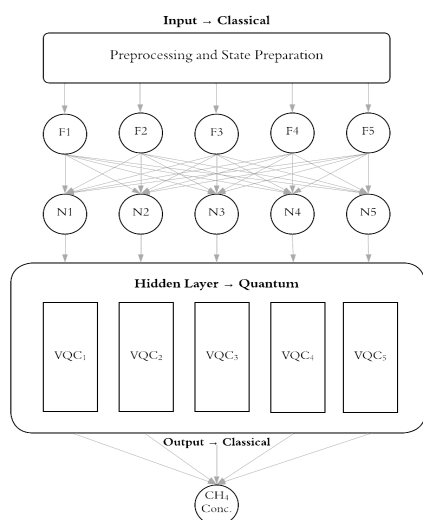 Input → Classical
Preprocessing and State Preparation
F1 F2 F3 F4 F5
N1 N2 N3 N4 N5
Hidden Layer → Quantum
VQC₁ VQC₂ VQC₃ VQC₄ VQC₅
Output → Classical
CH₄
Conc.